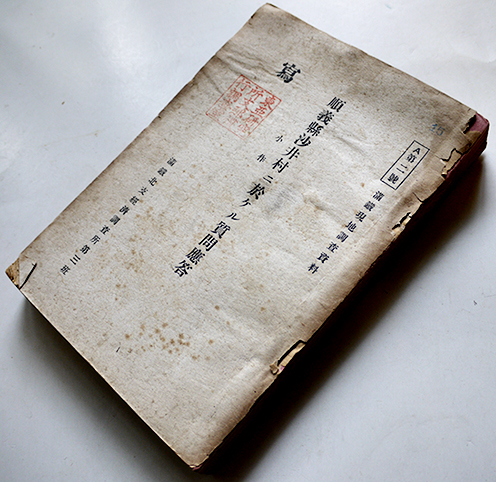 A第二號
滿鐵現地調査資料
寫
順義縣沙井村ニ於ケル質問應答
小作
滿鐵北支經濟調査所第三班